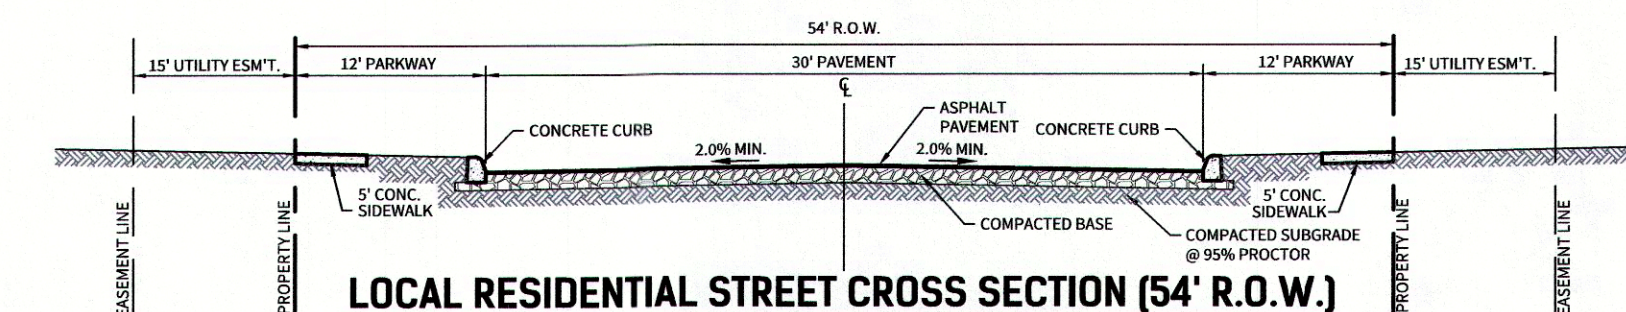 54' R.O.W.
15' UTILITY ESM'T.
12' PARKWAY
30' PAVEMENT
12' PARKWAY
15' UTILITY ESM'T.
℄
CONCRETE CURB
2.0% MIN.
ASPHALT
PAVEMENT
2.0% MIN.
CONCRETE CURB
5' CONC.
SIDEWALK
COMPACTED BASE
COMPACTED SUBGRADE
@ 95% PROCTOR
5' CONC.
SIDEWALK
EASEMENT LINE
PROPERTY LINE
PROPERTY LINE
EASEMENT LINE
LOCAL RESIDENTIAL STREET CROSS SECTION (54' R.O.W.)